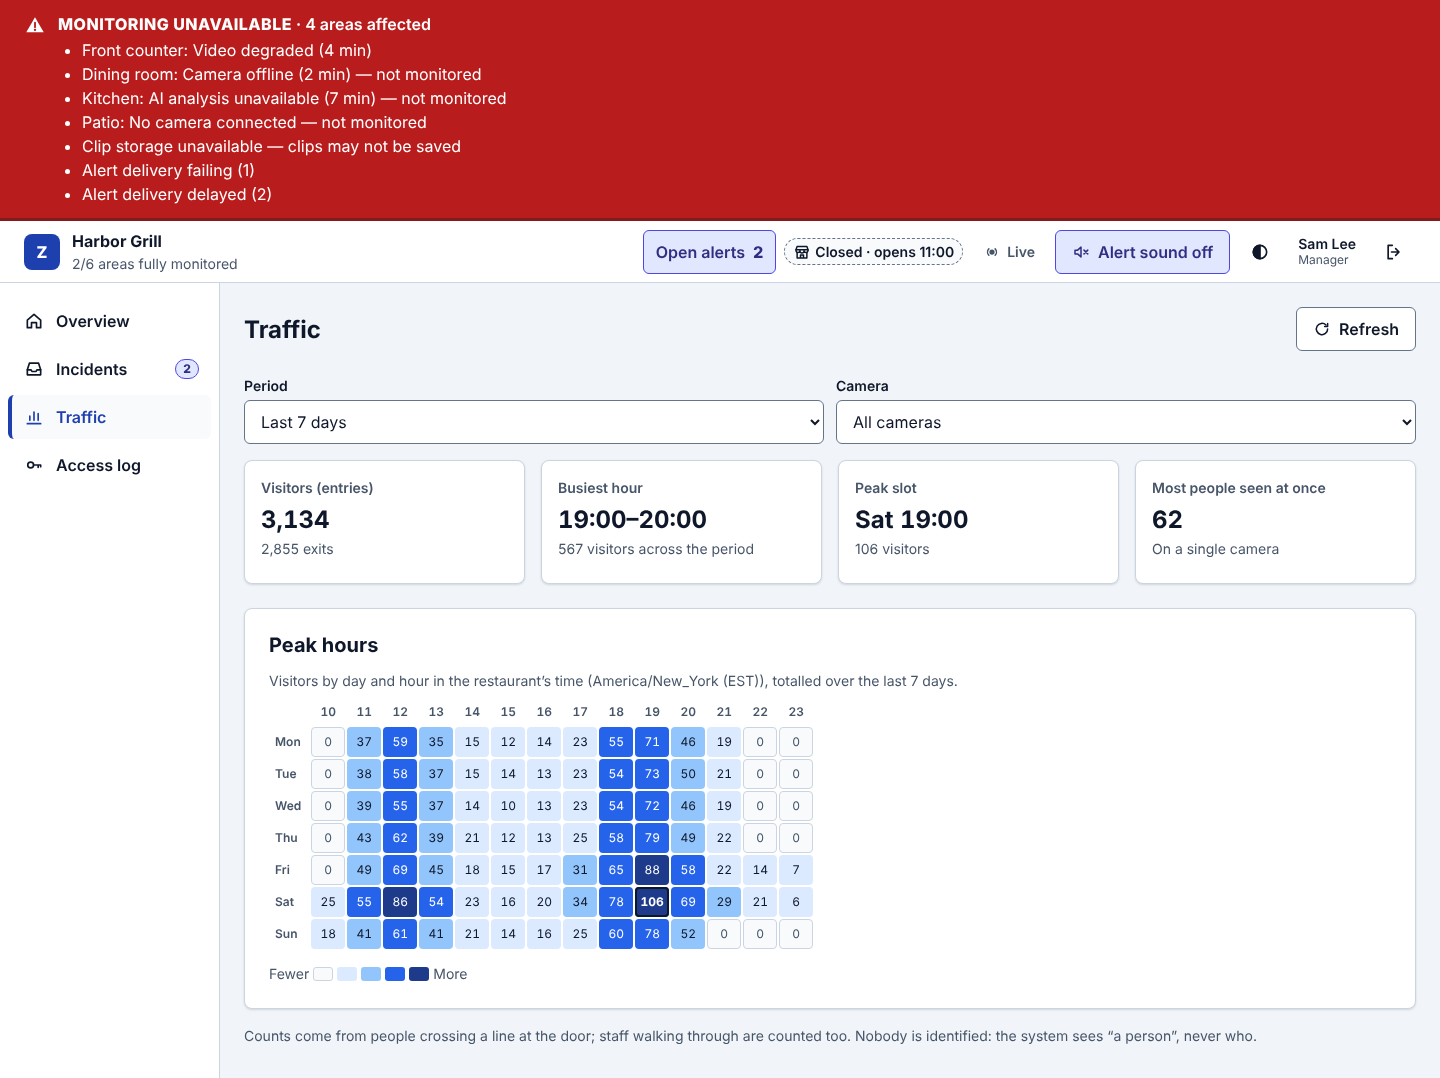 MONITORING UNAVAILABLE · 4 areas affected
• Front counter: Video degraded (4 min)
• Dining room: Camera offline (2 min) — not monitored
• Kitchen: AI analysis unavailable (7 min) — not monitored
• Patio: No camera connected — not monitored
• Clip storage unavailable — clips may not be saved
• Alert delivery failing (1)
• Alert delivery delayed (2)
Z
Harbor Grill
2/6 areas fully monitored
Open alerts 2
Closed · opens 11:00
Live
Alert sound off
Sam Lee
Manager
Overview
Incidents 2
Traffic
Access log
Traffic
Refresh
Period
Last 7 days
Camera
All cameras
Visitors (entries)
3,134
2,855 exits
Busiest hour
19:00–20:00
567 visitors across the period
Peak slot
Sat 19:00
106 visitors
Most people seen at once
62
On a single camera
Peak hours
Visitors by day and hour in the restaurant’s time (America/New_York (EST)), totalled over the last 7 days.
10 11 12 13 14 15 16 17 18 19 20 21 22 23
Mon 0 37 59 35 15 12 14 23 55 71 46 19 0 0
Tue 0 38 58 37 15 14 13 23 54 73 50 21 0 0
Wed 0 39 55 37 14 10 13 23 54 72 46 19 0 0
Thu 0 43 62 39 21 12 13 25 58 79 49 22 0 0
Fri 0 49 69 45 18 15 17 31 65 88 58 22 14 7
Sat 25 55 86 54 23 16 20 34 78 106 69 29 21 6
Sun 18 41 61 41 21 14 16 25 60 78 52 0 0 0
Fewer More
Counts come from people crossing a line at the door; staff walking through are counted too. Nobody is identified: the system sees “a person”, never who.